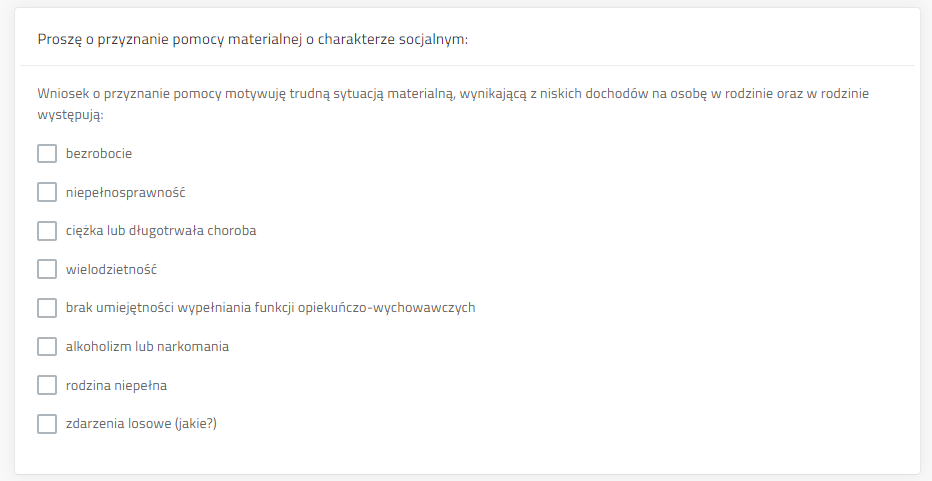 Proszę o przyznanie pomocy materialnej o charakterze socjalnym:
Wniosek o przyznanie pomocy motywuję trudną sytuacją materialną, wynikającą z niskich dochodów na osobę w rodzinie oraz w rodzinie
występują:
bezrobocie
niepełnosprawność
ciężka lub długotrwała choroba
wielodzietność
brak umiejętności wypełniania funkcji opiekuńczo-wychowawczych
alkoholizm lub narkomania
rodzina niepełna
zdarzenia losowe (jakie?)